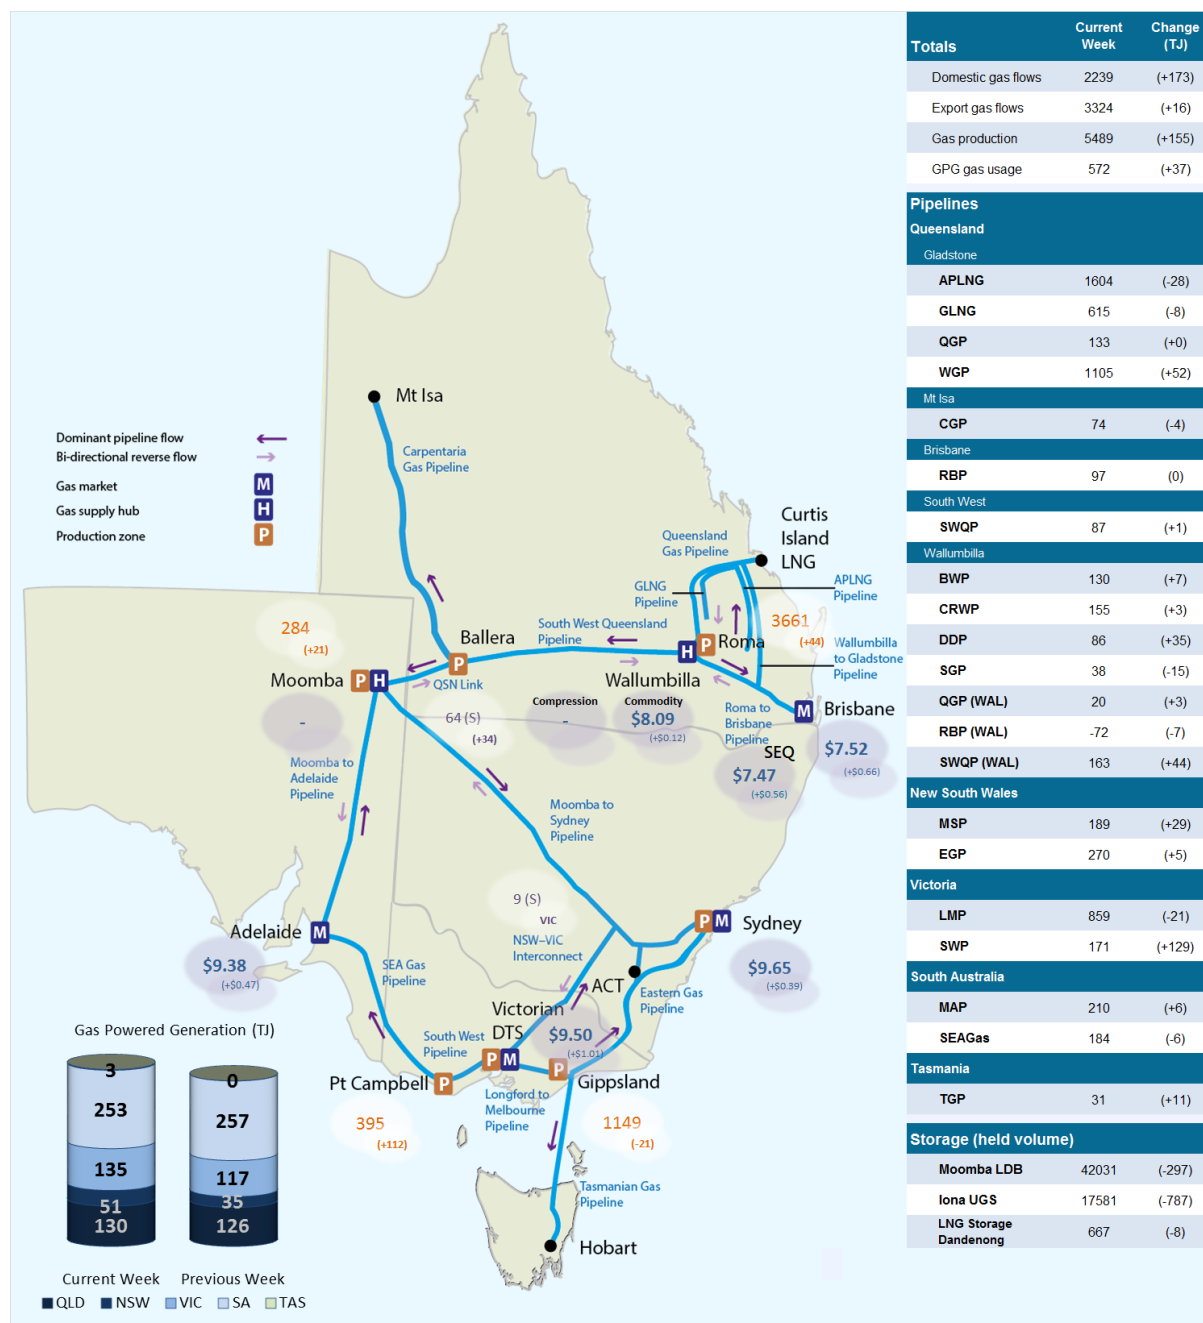 Totals
Current Week
Change (TJ)
Domestic gas flows 2239 (+173)
Export gas flows 3324 (+16)
Gas production 5489 (+155)
GPG gas usage 572 (+37)
Pipelines
Queensland
Gladstone
APLNG 1604 (-28)
GLNG 615 (-8)
QGP 133 (+0)
WGP 1105 (+52)
Mt Isa
CGP 74 (-4)
Brisbane
RBP 97 (0)
South West
SWQP 87 (+1)
Wallumbilla
BWP 130 (+7)
CRWP 155 (+3)
DDP 86 (+35)
SGP 38 (-15)
QGP (WAL) 20 (+3)
RBP (WAL) -72 (-7)
SWQP (WAL) 163 (+44)
New South Wales
MSP 189 (+29)
EGP 270 (+5)
Victoria
LMP 859 (-21)
SWP 171 (+129)
South Australia
MAP 210 (+6)
SEAGas 184 (-6)
Tasmania
TGP 31 (+11)
Storage (held volume)
Moomba LDB 42031 (-297)
Iona UGS 17581 (-787)
LNG Storage
Dandenong 667 (-8)
Mt Isa
Carpentaria
Gas Pipeline
Dominant pipeline flow
Bi-directional reverse flow
Gas market M
Gas supply hub H
Production zone P
Curtis
Island
LNG
Queensland
Gas Pipeline
GLNG
Pipeline
APLNG
Pipeline
3661
(+44)
South West Queensland
Pipeline
H P Roma
Wallumbilla
to Gladstone
Pipeline
284
(+21)
Ballera
P
QSN Link
Moomba P H
Wallumbilla
-
64 (S)
(+34)
Compression
-
Commodity
$8.09
(+$0.12)
Roma to
Brisbane
Pipeline
M Brisbane
SEQ
$7.47
(+$0.56)
$7.52
(+$0.66)
Moomba to
Adelaide
Pipeline
Moomba to
Sydney
Pipeline
9 (S)
VIC
NSW–VIC
Interconnect
P M Sydney
$9.65
(+$0.39)
Adelaide M
$9.38
(+$0.47)
SEA Gas
Pipeline
ACT
Eastern Gas
Pipeline
Victorian
DTS
$9.50
(+$1.01)
South West
Pipeline
P M
P
Pt Campbell P
Gippsland
Longford to
Melbourne
Pipeline
395
(+112)
1149
(-21)
Tasmanian Gas
Pipeline
Hobart
Gas Powered Generation (TJ)
3 0
253 257
135 117
51 35
130 126
Current Week Previous Week
QLD NSW VIC SA TAS